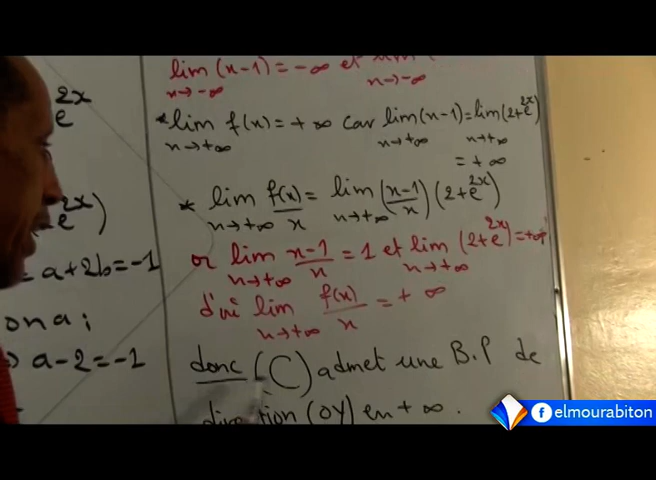 lim (x-1) = -∞ et lim
x→-∞ x→-∞
e^2x
* lim f(x) = +∞ car lim (x-1) = lim (2+e^2x)
x→+∞ x→+∞ x→+∞
= +∞
e^2x)
* lim f(x)/x = lim (x-1/x)(2+e^2x)
x→+∞ x→+∞
= a+2b=-1
or lim x-1/x = 1 et lim (2+e^2x) = +∞
x→+∞ x→+∞
on a;
d'où lim f(x)/x = +∞
x→+∞
a-2=-1
donc (C) admet une B.P de
direction (OY) en +∞.
elmourabiton